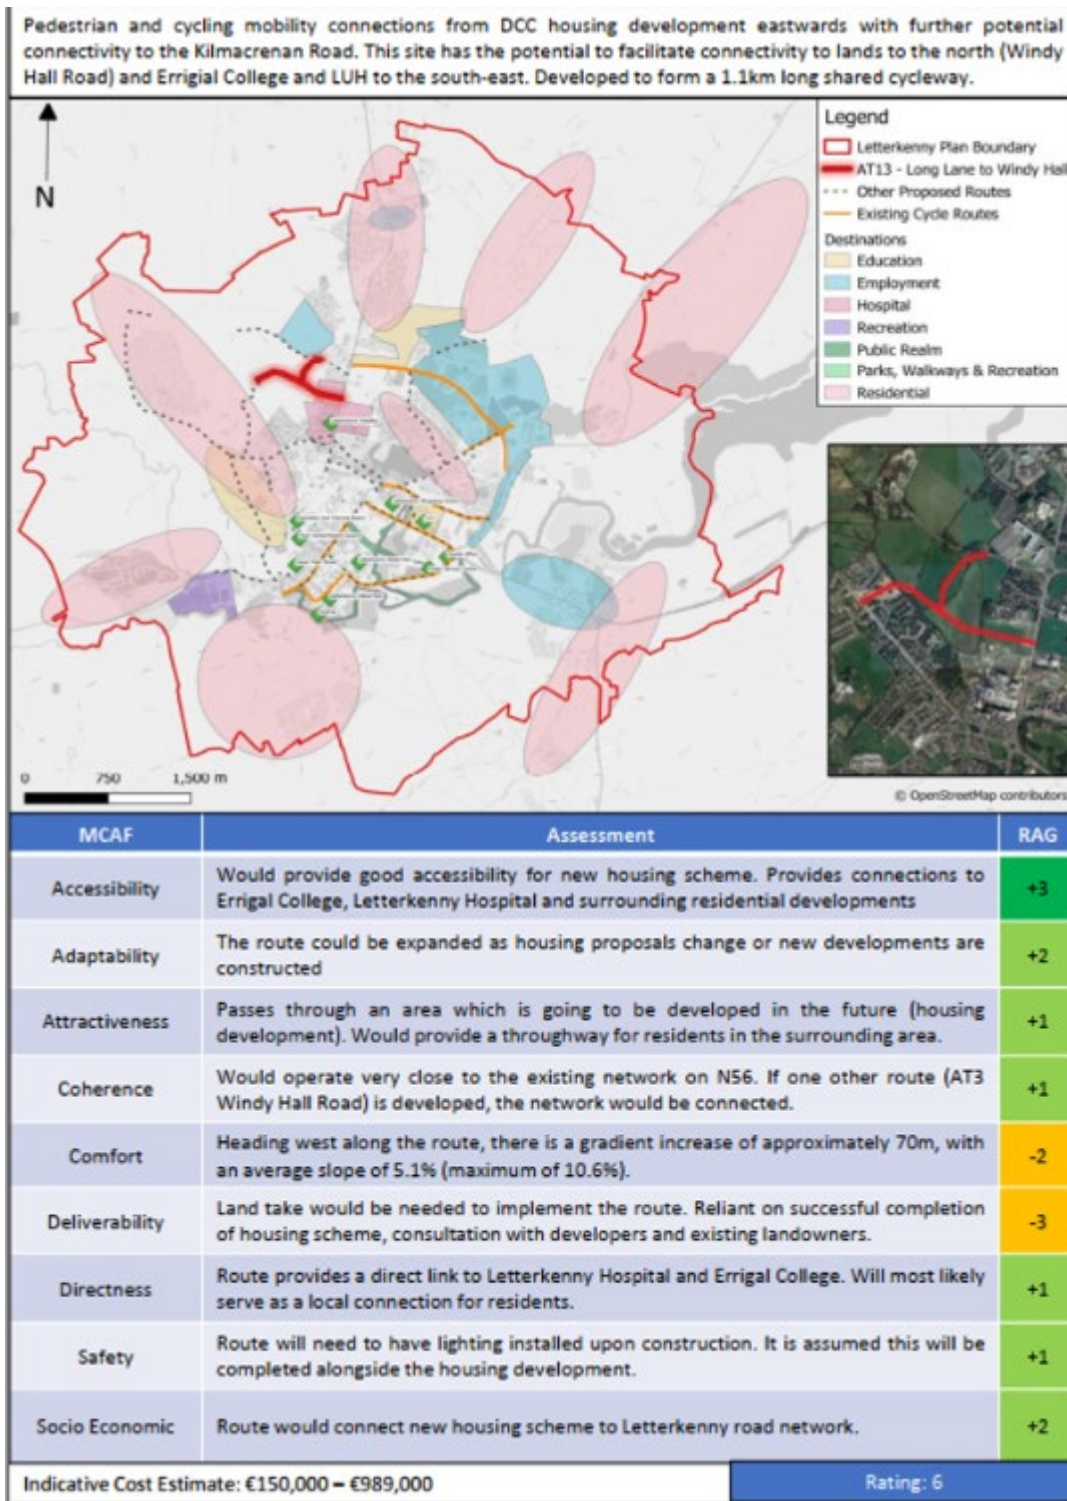 Pedestrian and cycling mobility connections from DCC housing development eastwards with further potential
connectivity to the Kilmacrenan Road. This site has the potential to facilitate connectivity to lands to the north (Windy
Hall Road) and Errigial College and LUH to the south-east. Developed to form a 1.1km long shared cycleway.
N
Legend
Letterkenny Plan Boundary
AT13 - Long Lane to Windy Hall
Other Proposed Routes
Existing Cycle Routes
Destinations
Education
Employment
Hospital
Recreation
Public Realm
Parks, Walkways & Recreation
Residential
0 750 1,500 m
© OpenStreetMap contributors
MCAF Assessment RAG
Accessibility
Would provide good accessibility for new housing scheme. Provides connections to
Errigal College, Letterkenny Hospital and surrounding residential developments
+3
Adaptability
The route could be expanded as housing proposals change or new developments are
constructed
+2
Attractiveness
Passes through an area which is going to be developed in the future (housing
development). Would provide a throughway for residents in the surrounding area.
+1
Coherence
Would operate very close to the existing network on N56. If one other route (AT3
Windy Hall Road) is developed, the network would be connected.
+1
Comfort
Heading west along the route, there is a gradient increase of approximately 70m, with
an average slope of 5.1% (maximum of 10.6%).
-2
Deliverability
Land take would be needed to implement the route. Reliant on successful completion
of housing scheme, consultation with developers and existing landowners.
-3
Directness
Route provides a direct link to Letterkenny Hospital and Errigal College. Will most likely
serve as a local connection for residents.
+1
Safety
Route will need to have lighting installed upon construction. It is assumed this will be
completed alongside the housing development.
+1
Socio Economic
Route would connect new housing scheme to Letterkenny road network.
+2
Indicative Cost Estimate: €150,000 – €989,000
Rating: 6